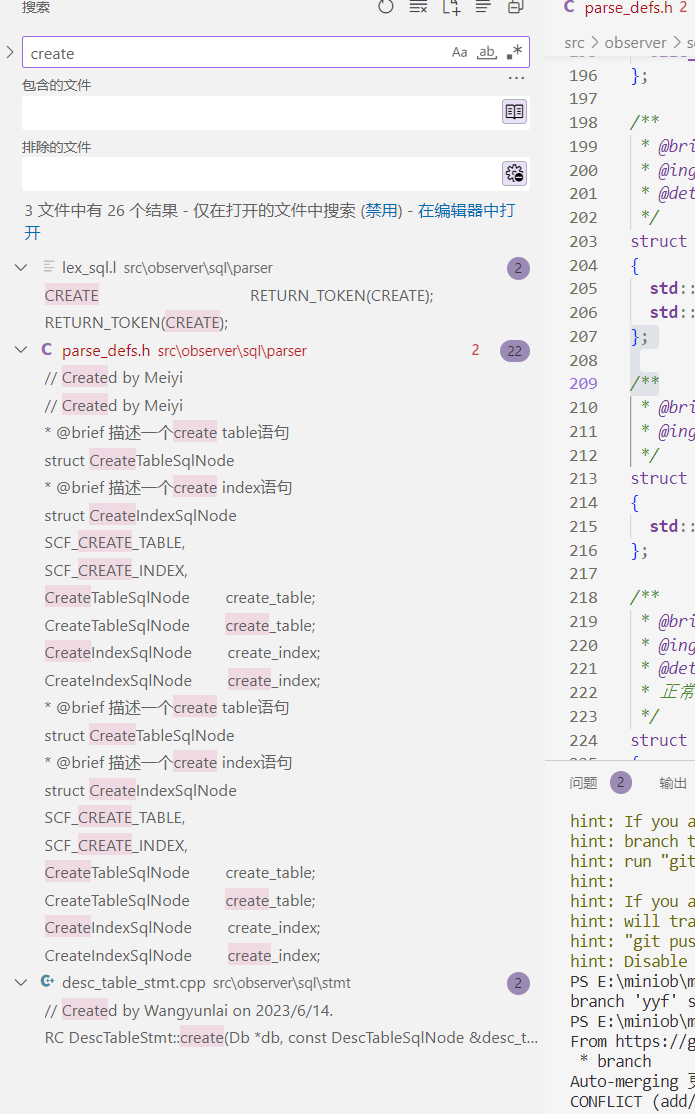 搜索
create
Aa ab .*
包含的文件
...
排除的文件
3 文件中有 26 个结果 - 仅在打开的文件中搜索 (禁用) - 在编辑器中打
开
lex_sql.l src\observer\sql\parser 2
CREATE RETURN_TOKEN(CREATE);
RETURN_TOKEN(CREATE);
C parse_defs.h src\observer\sql\parser 2 22
// Created by Meiyi
// Created by Meiyi
* @brief 描述一个create table语句
struct CreateTableSqlNode
* @brief 描述一个create index语句
struct CreateIndexSqlNode
SCF_CREATE_TABLE,
SCF_CREATE_INDEX,
CreateTableSqlNode create_table;
CreateTableSqlNode create_table;
CreateIndexSqlNode create_index;
CreateIndexSqlNode create_index;
* @brief 描述一个create table语句
struct CreateTableSqlNode
* @brief 描述一个create index语句
struct CreateIndexSqlNode
SCF_CREATE_TABLE,
SCF_CREATE_INDEX,
CreateTableSqlNode create_table;
CreateTableSqlNode create_table;
CreateIndexSqlNode create_index;
CreateIndexSqlNode create_index;
desc_table_stmt.cpp src\observer\sql\stmt 2
// Created by Wangyunlai on 2023/6/14.
RC DescTableStmt::create(Db *db, const DescTableSqlNode &desc_t...
C parse_defs.h 2
src > observer >
196 };
197
198 /**
199 * @bri
200 * @ing
201 * @det
202 */
203 struct
204 {
205 std::
206 std::
207 };
208
209 /**
210 * @bri
211 * @ing
212 */
213 struct
214 {
215 std::
216 };
217
218 /**
219 * @bri
220 * @ing
221 * @det
222 * 正常
223 */
224 struct
问题 2 输出
hint: If you a
hint: branch t
hint: run "git
hint:
hint: If you a
hint: will tra
hint: "git pus
hint: Disable
PS E:\miniob\m
branch 'yyf' s
PS E:\miniob\m
From https://g
* branch
Auto-merging
CONFLICT (add/